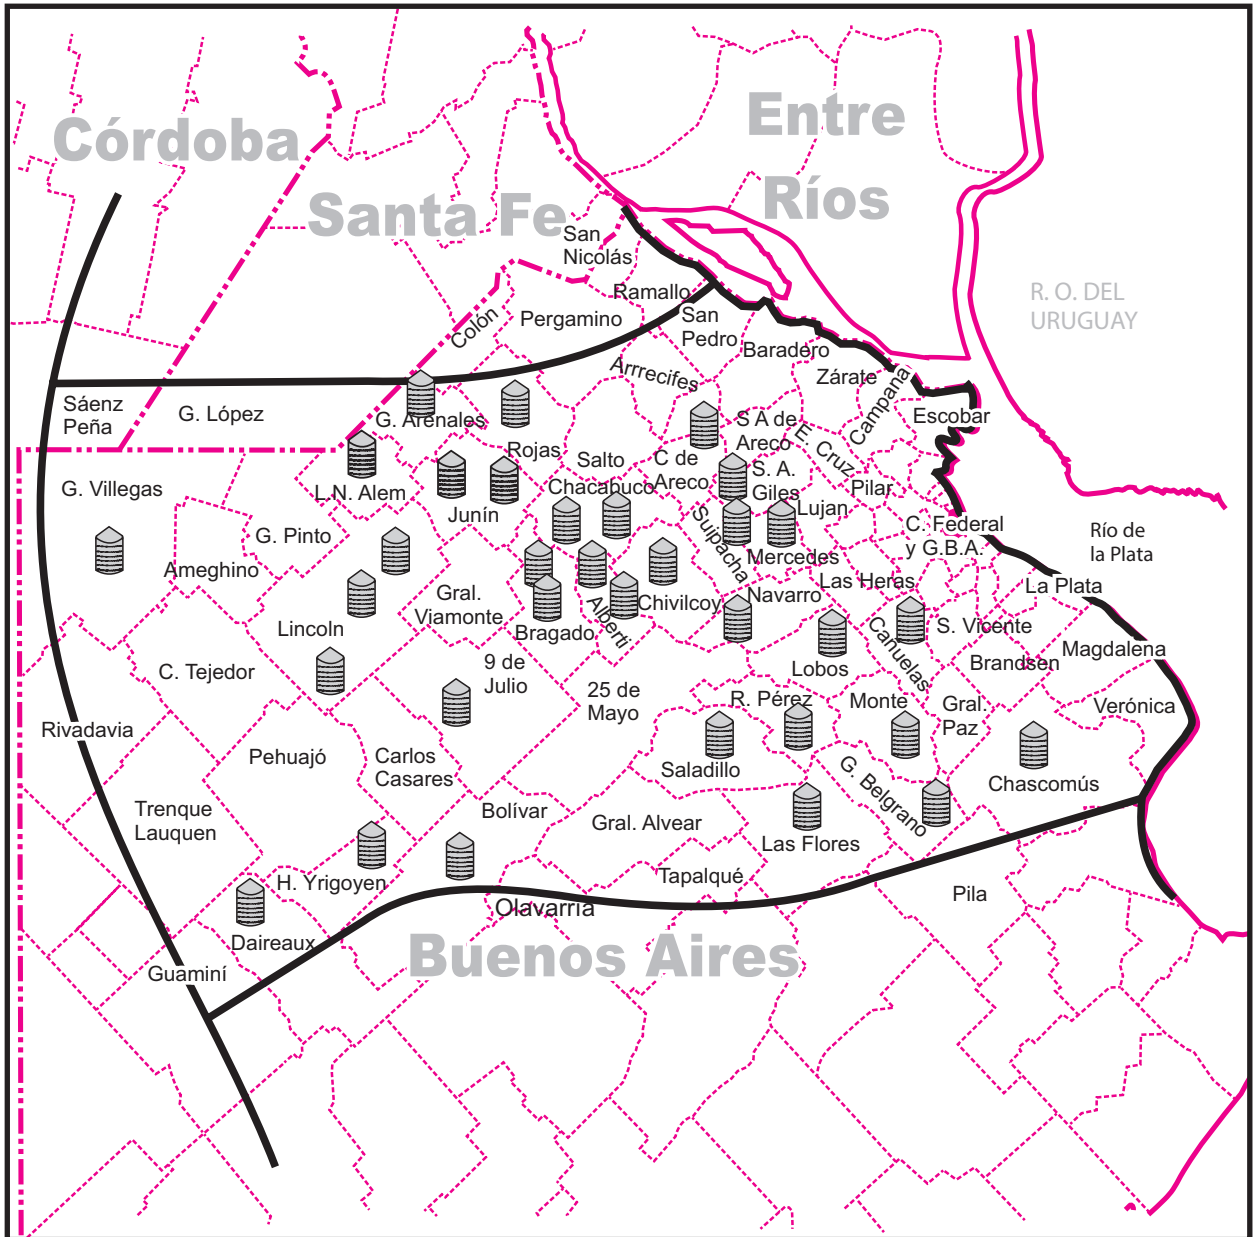 Córdoba
Entre
Ríos
Santa Fe
San
Nicolás
R. O. DEL
URUGUAY
Ramallo
Colón
Pergamino
San
Pedro
Baradero
Arrrecifes
Zárate
Campana
Sáenz
Peña
G. López
G. Arenales
S A de
Areco
Escobar
Rojas
Salto
C de
Areco
E. Cruz
G. Villegas
L.N. Alem
Chacabuco
S. A.
Giles
Pilar
Junín
Suipacha
Lujan
C. Federal
y G.B.A.
Río de
la Plata
G. Pinto
Ameghino
Mercedes
Gral.
Viamonte
Las Heras
La Plata
Alberti
Chivilcoy
Navarro
Lincoln
Bragado
Cañuelas
S. Vicente
Magdalena
C. Tejedor
9 de
Julio
Lobos
Brandsen
25 de
Mayo
R. Pérez
Monte
Gral.
Paz
Verónica
Rivadavia
Pehuajó
Carlos
Casares
Saladillo
G. Belgrano
Chascomús
Trenque
Lauquen
Bolívar
Gral. Alvear
Las Flores
H. Yrigoyen
Tapalqué
Pila
Olavarría
Daireaux
Buenos Aires
Guaminí